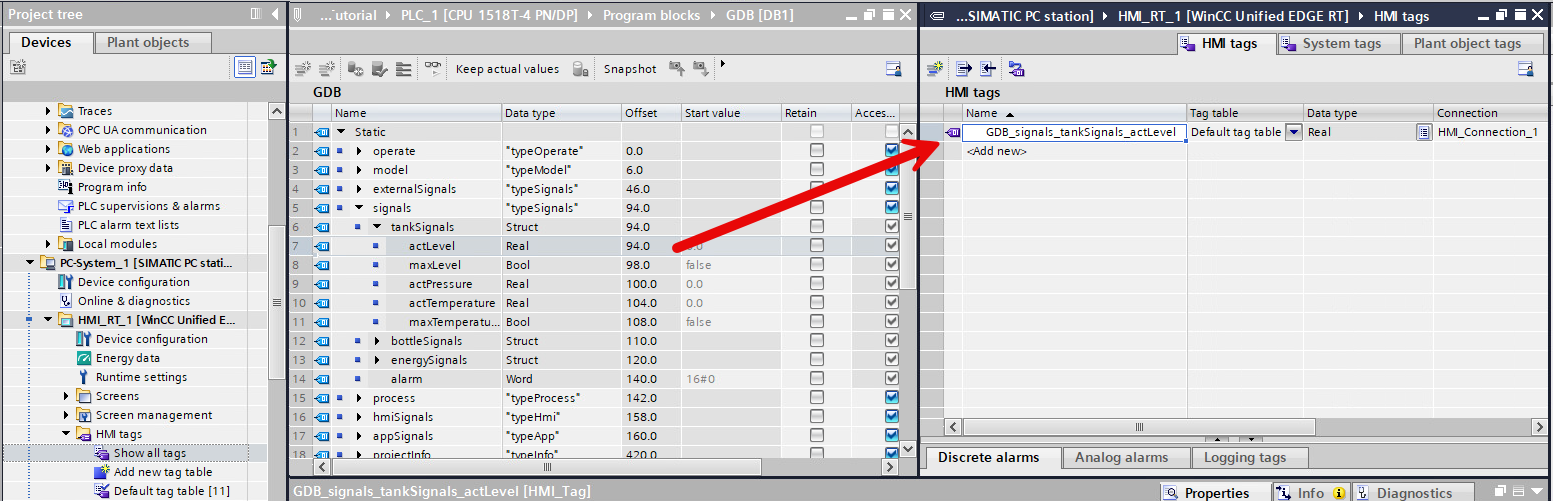 Project tree
Devices
Plant objects
Traces
OPC UA communication
Web applications
Device proxy data
Program info
PLC supervisions & alarms
PLC alarm text lists
Local modules
PC-System_1 [SIMATIC PC stati...
Device configuration
Online & diagnostics
HMI_RT_1 [WinCC Unified E...
Device configuration
Energy data
Runtime settings
Screens
Screen management
HMI tags
Show all tags
Add new tag table
Default tag table [11]
...utorial PLC_1 [CPU 1518T-4 PN/DP] Program blocks GDB [DB1]
Keep actual values Snapshot
GDB
Name Data type Offset Start value Retain Acces...
1 Static
2 operate "typeOperate" 0.0
3 model "typeModel" 6.0
4 externalSignals "typeSignals" 46.0
5 signals "typeSignals" 94.0
6 tankSignals Struct 94.0
7 actLevel Real 94.0 0.0
8 maxLevel Bool 98.0 false
9 actPressure Real 100.0 0.0
10 actTemperature Real 104.0 0.0
11 maxTemperatu... Bool 108.0 false
12 bottleSignals Struct 110.0
13 energySignals Struct 120.0
14 alarm Word 140.0 16#0
15 process "typeProcess" 142.0
16 hmiSignals "typeHmi" 158.0
17 appSignals "typeApp" 160.0
18 projectInfo "typeInfo" 420.0
...SIMATIC PC station] HMI_RT_1 [WinCC Unified EDGE RT] HMI tags
HMI tags System tags Plant object tags
HMI tags
Name Tag table Data type Connection
GDB_signals_tankSignals_actLevel Default tag table Real HMI_Connection_1
<Add new>
Discrete alarms Analog alarms Logging tags
GDB_signals_tankSignals_actLevel [HMI_Tag]
Properties Info Diagnostics